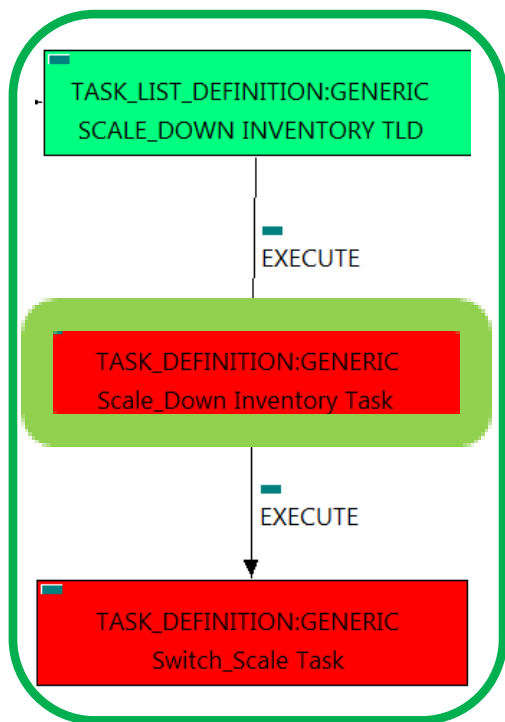 TASK_LIST_DEFINITION:GENERIC
SCALE_DOWN INVENTORY TLD
EXECUTE
TASK_DEFINITION:GENERIC
Scale_Down Inventory Task
EXECUTE
TASK_DEFINITION:GENERIC
Switch_Scale Task